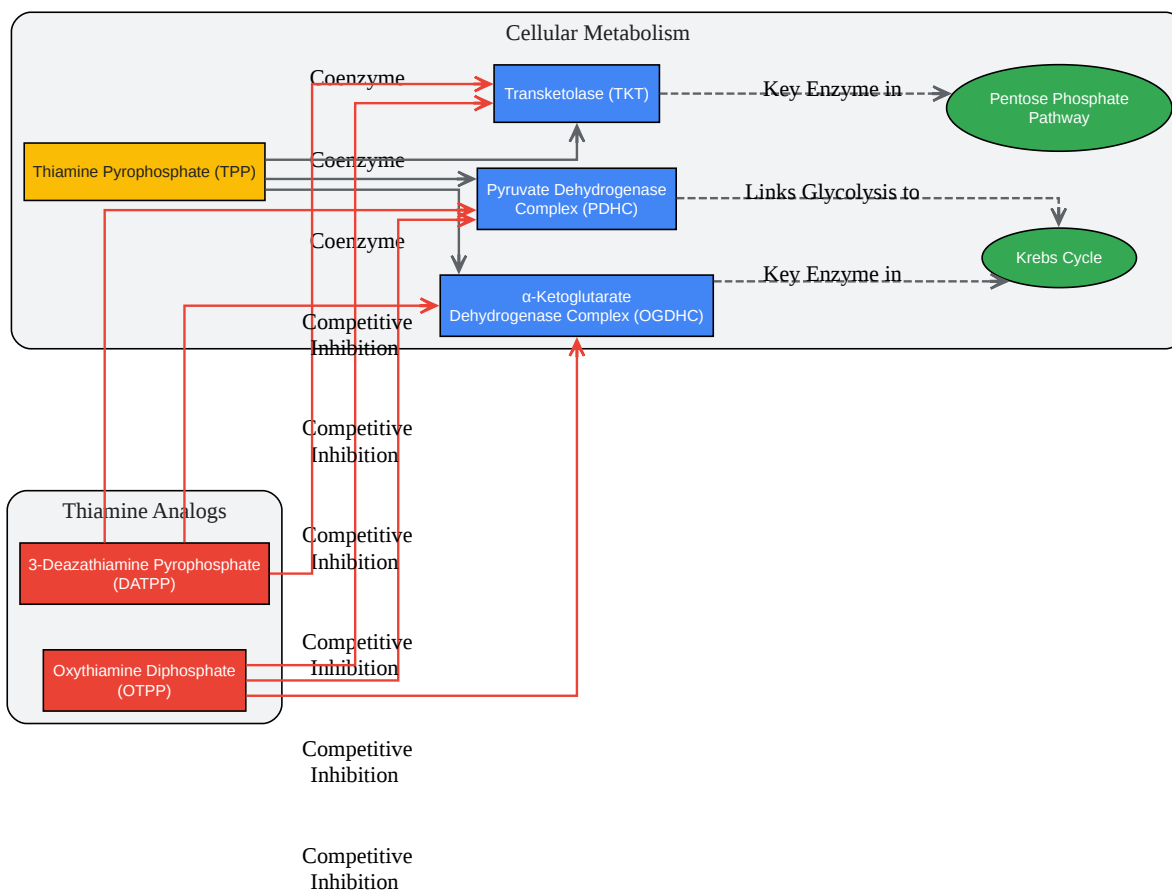 Cellular Metabolism
Coenzyme
Transketolase (TKT)
Key Enzyme in
Pentose Phosphate
Pathway
Thiamine Pyrophosphate (TPP)
Coenzyme
Pyruvate Dehydrogenase
Complex (PDHC)
Links Glycolysis to
Coenzyme
Krebs Cycle
Key Enzyme in
α-Ketoglutarate
Dehydrogenase Complex (OGDHC)
Competitive
Inhibition
Competitive
Inhibition
Thiamine Analogs
Competitive
Inhibition
3-Deazathiamine Pyrophosphate
(DATPP)
Competitive
Inhibition
Oxythiamine Diphosphate
(OTPP)
Competitive
Inhibition
Competitive
Inhibition